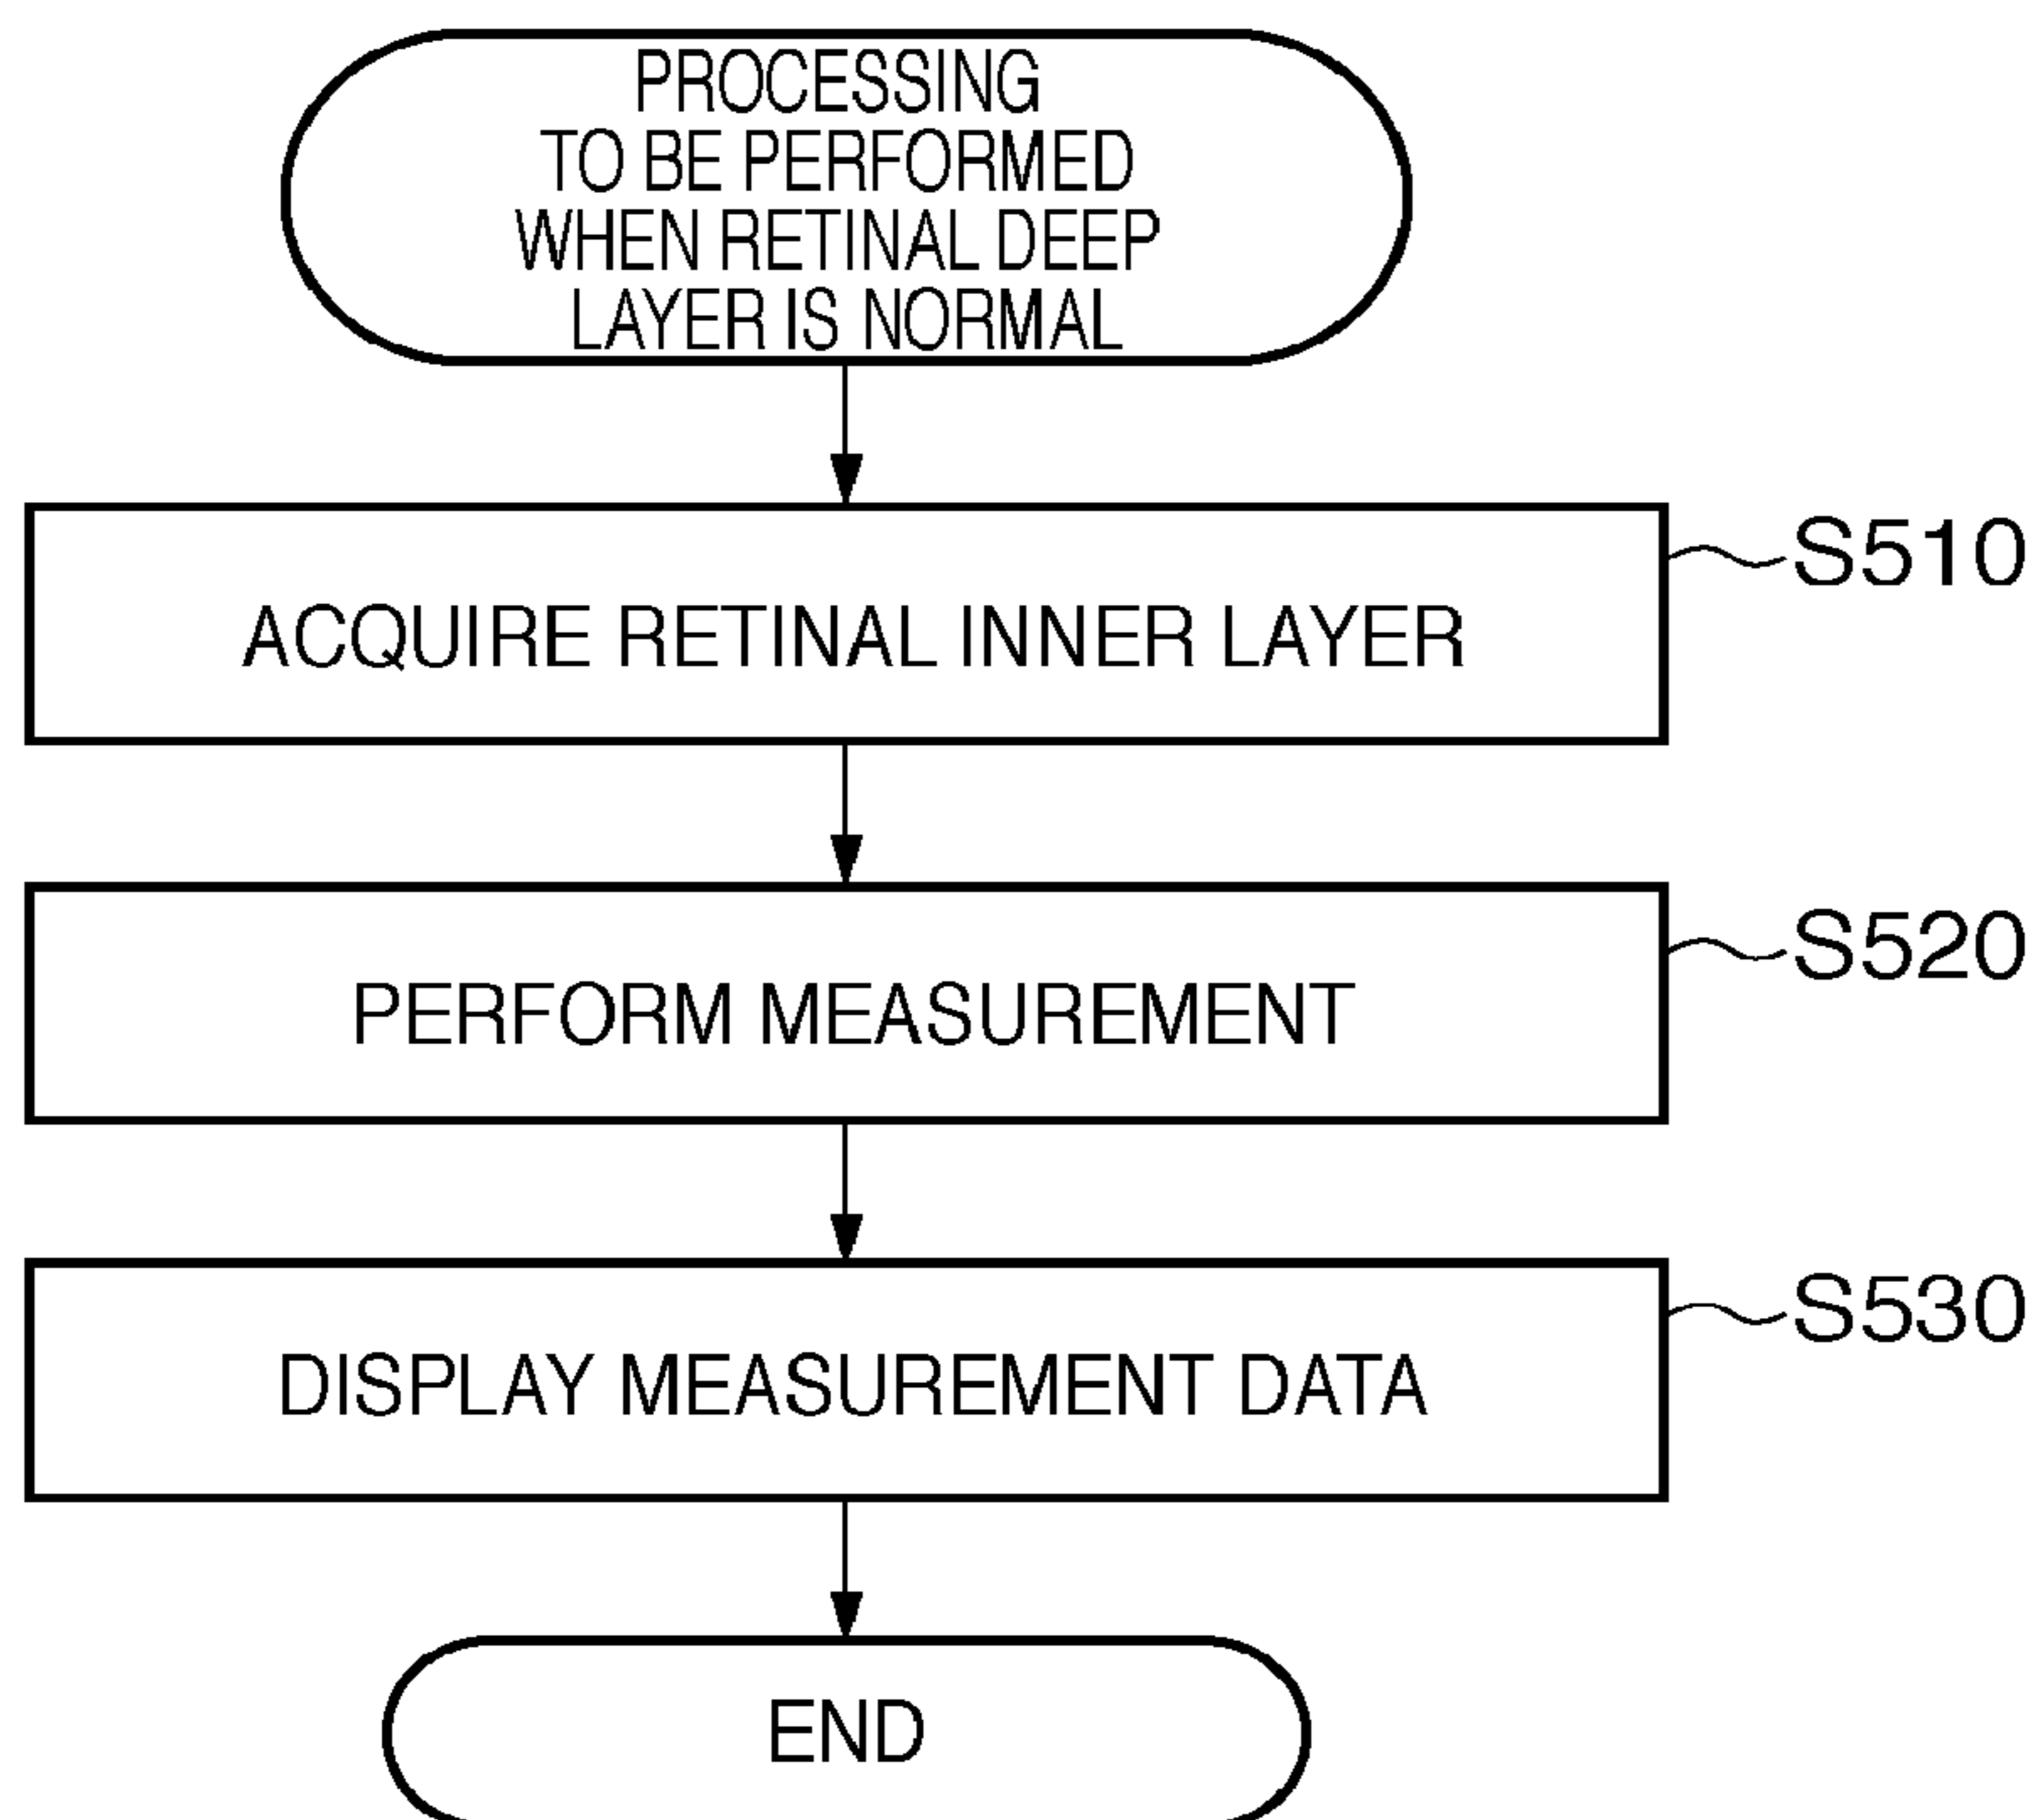 PROCESSING
TO BE PERFORMED
WHEN RETINAL DEEP
LAYER IS NORMAL
S510
ACQUIRE RETINAL INNER LAYER
S520
PERFORM MEASUREMENT
S530
DISPLAY MEASUREMENT DATA
END